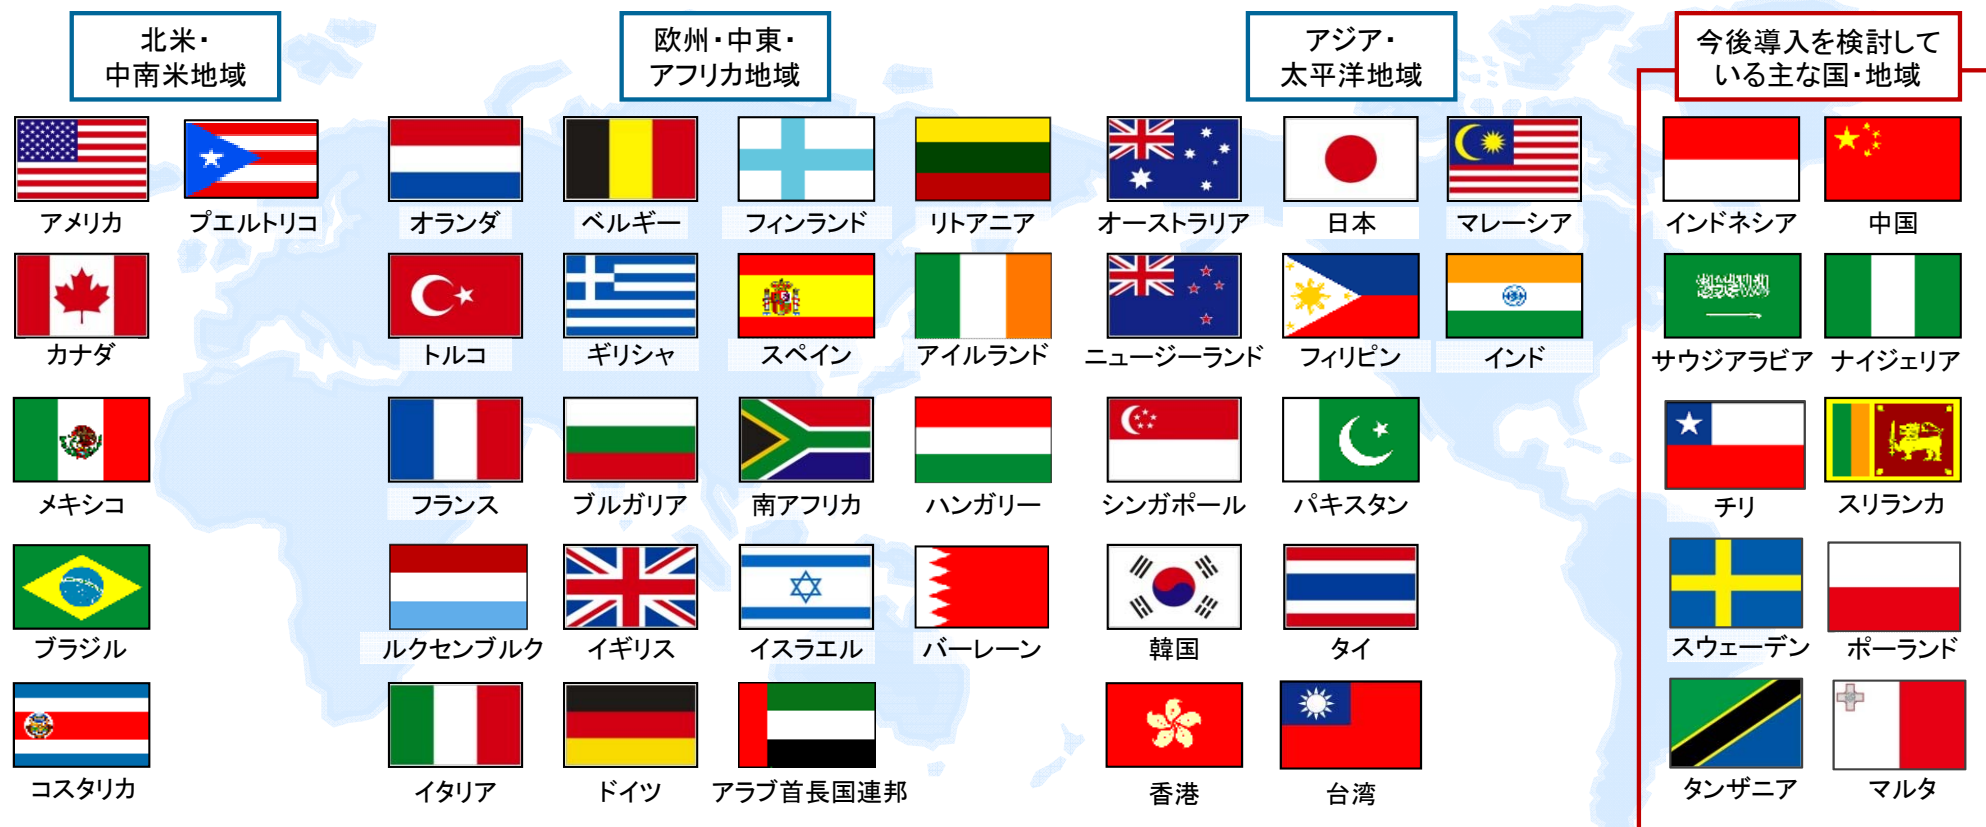 北米・
中南米地域
欧州・中東・
アフリカ地域
アジア・
太平洋地域
今後導入を検討して
いる主な国・地域
アメリカ
プエルトリコ
オランダ
ベルギー
フィンランド
リトアニア
オーストラリア
日本
マレーシア
インドネシア
中国
カナダ
トルコ
ギリシャ
スペイン
アイルランド
ニュージーランド
フィリピン
インド
サウジアラビア
ナイジェリア
メキシコ
フランス
ブルガリア
南アフリカ
ハンガリー
シンガポール
パキスタン
チリ
スリランカ
ブラジル
ルクセンブルク
イギリス
イスラエル
バーレーン
韓国
タイ
スウェーデン
ポーランド
コスタリカ
イタリア
ドイツ
アラブ首長国連邦
香港
台湾
タンザニア
マルタ